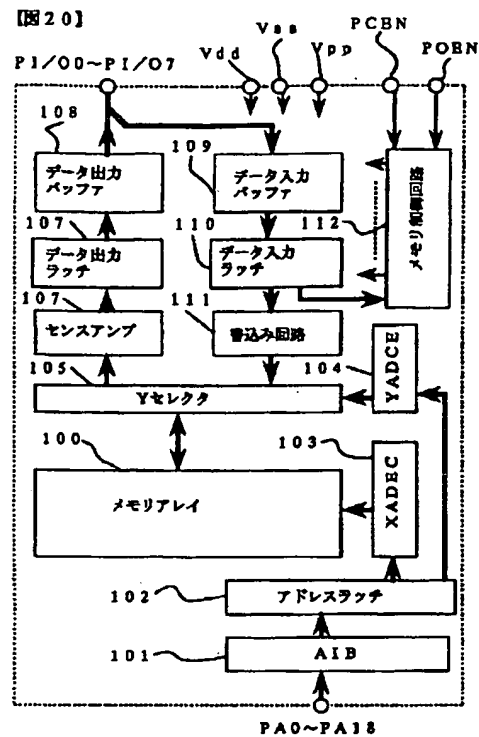 【図20】
PI/O0~PI/O7
Vdd
Vss
Vpp
PCBN
POBN
108
データ出力
バッファ
109
データ入力
バッファ
107
データ出力
ラッチ
110
データ入力
ラッチ
112
メモリ制御回路
107
センスアンプ
111
書込み回路
105
Yセレクタ
104
YADCE
100
メモリアレイ
103
XADEC
102
アドレスラッチ
101
AIB
PA0~PA18